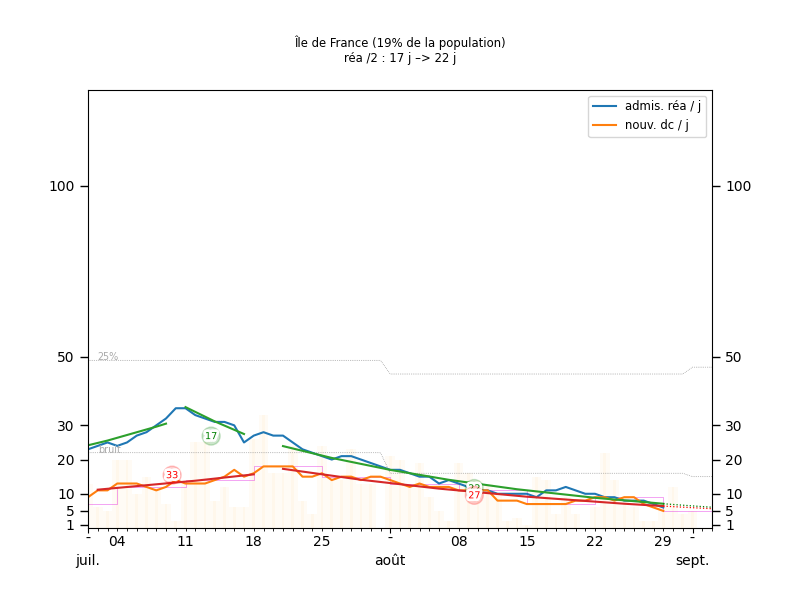 Île de France (19% de la population)
réa /2 : 17 j –> 22 j
admis. réa / j
nouv. dc / j
100
100
50
50
25%
30
30
17
bruit
20
20
33
27
10
10
5
5
1
1
- 04 11 18 25 - 08 15 22 29 -
juil. août sept.